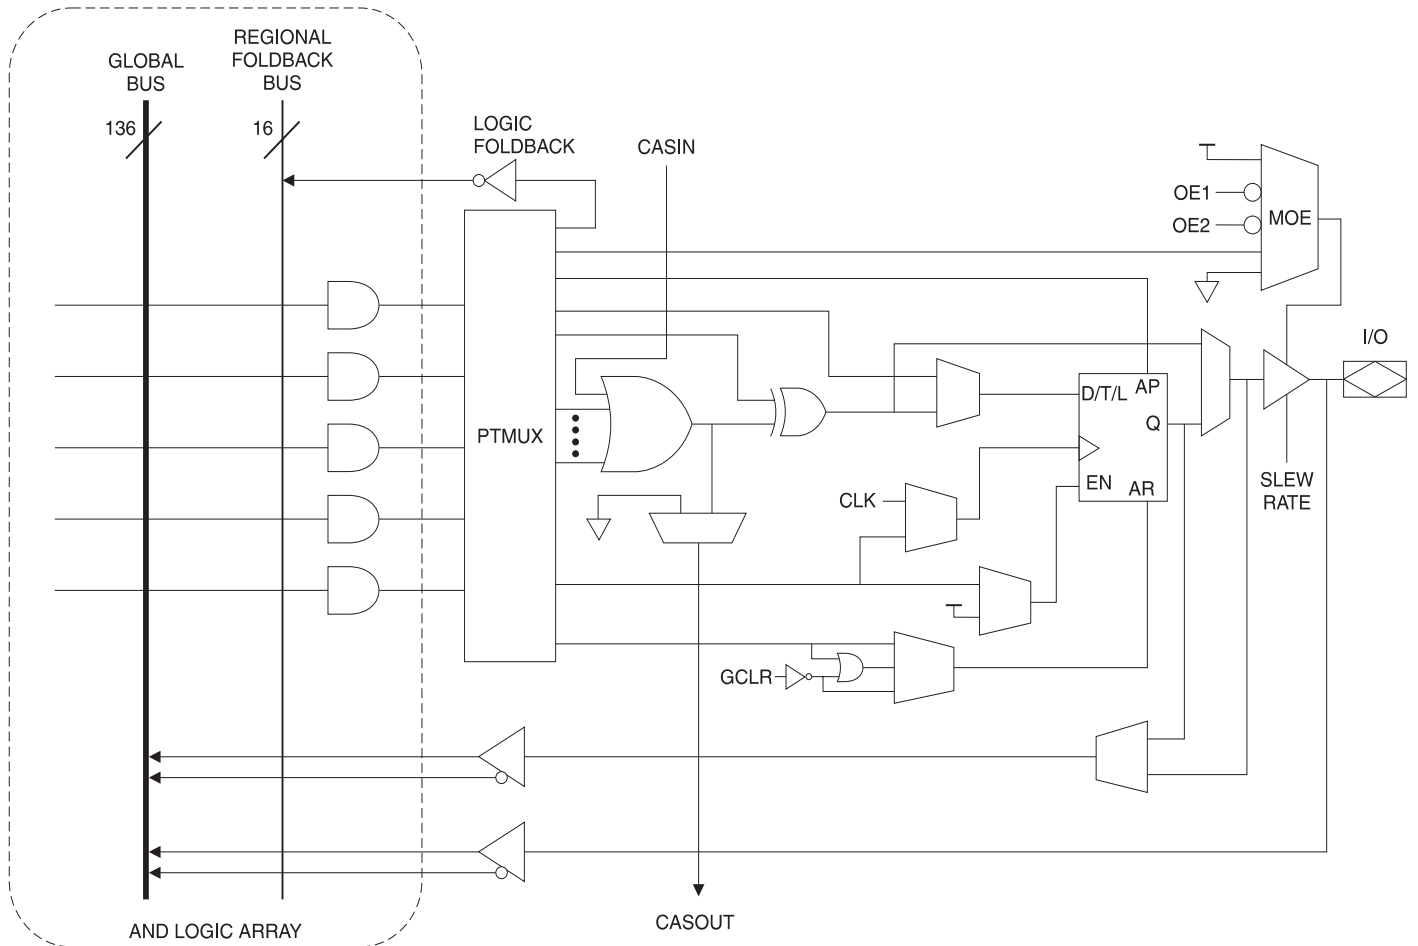 REGIONAL
FOLDBACK
BUS
GLOBAL
BUS
136
16
LOGIC
FOLDBACK
CASIN
OE1
OE2
MOE
I/O
D/T/L
AP
Q
PTMUX
EN
AR
CLK
SLEW
RATE
GCLR
CASOUT
AND LOGIC ARRAY